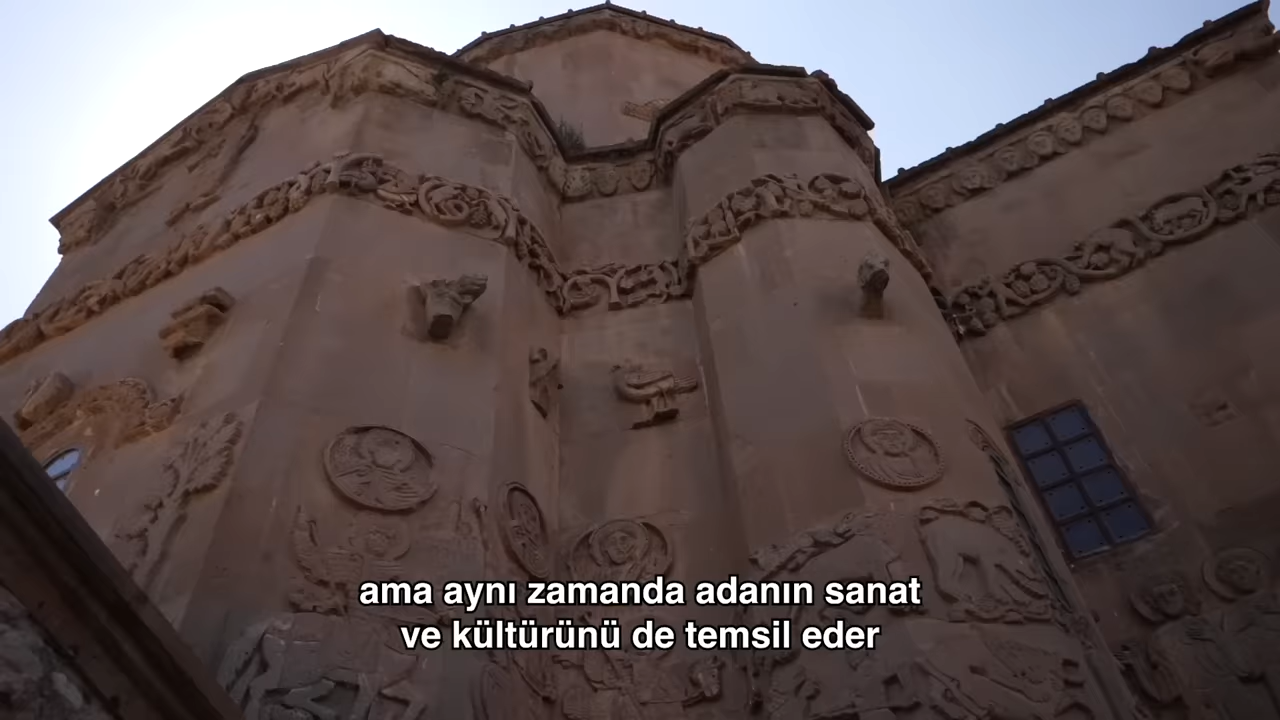 ama aynı zamanda adanın sanat
ve kültürünü de temsil eder